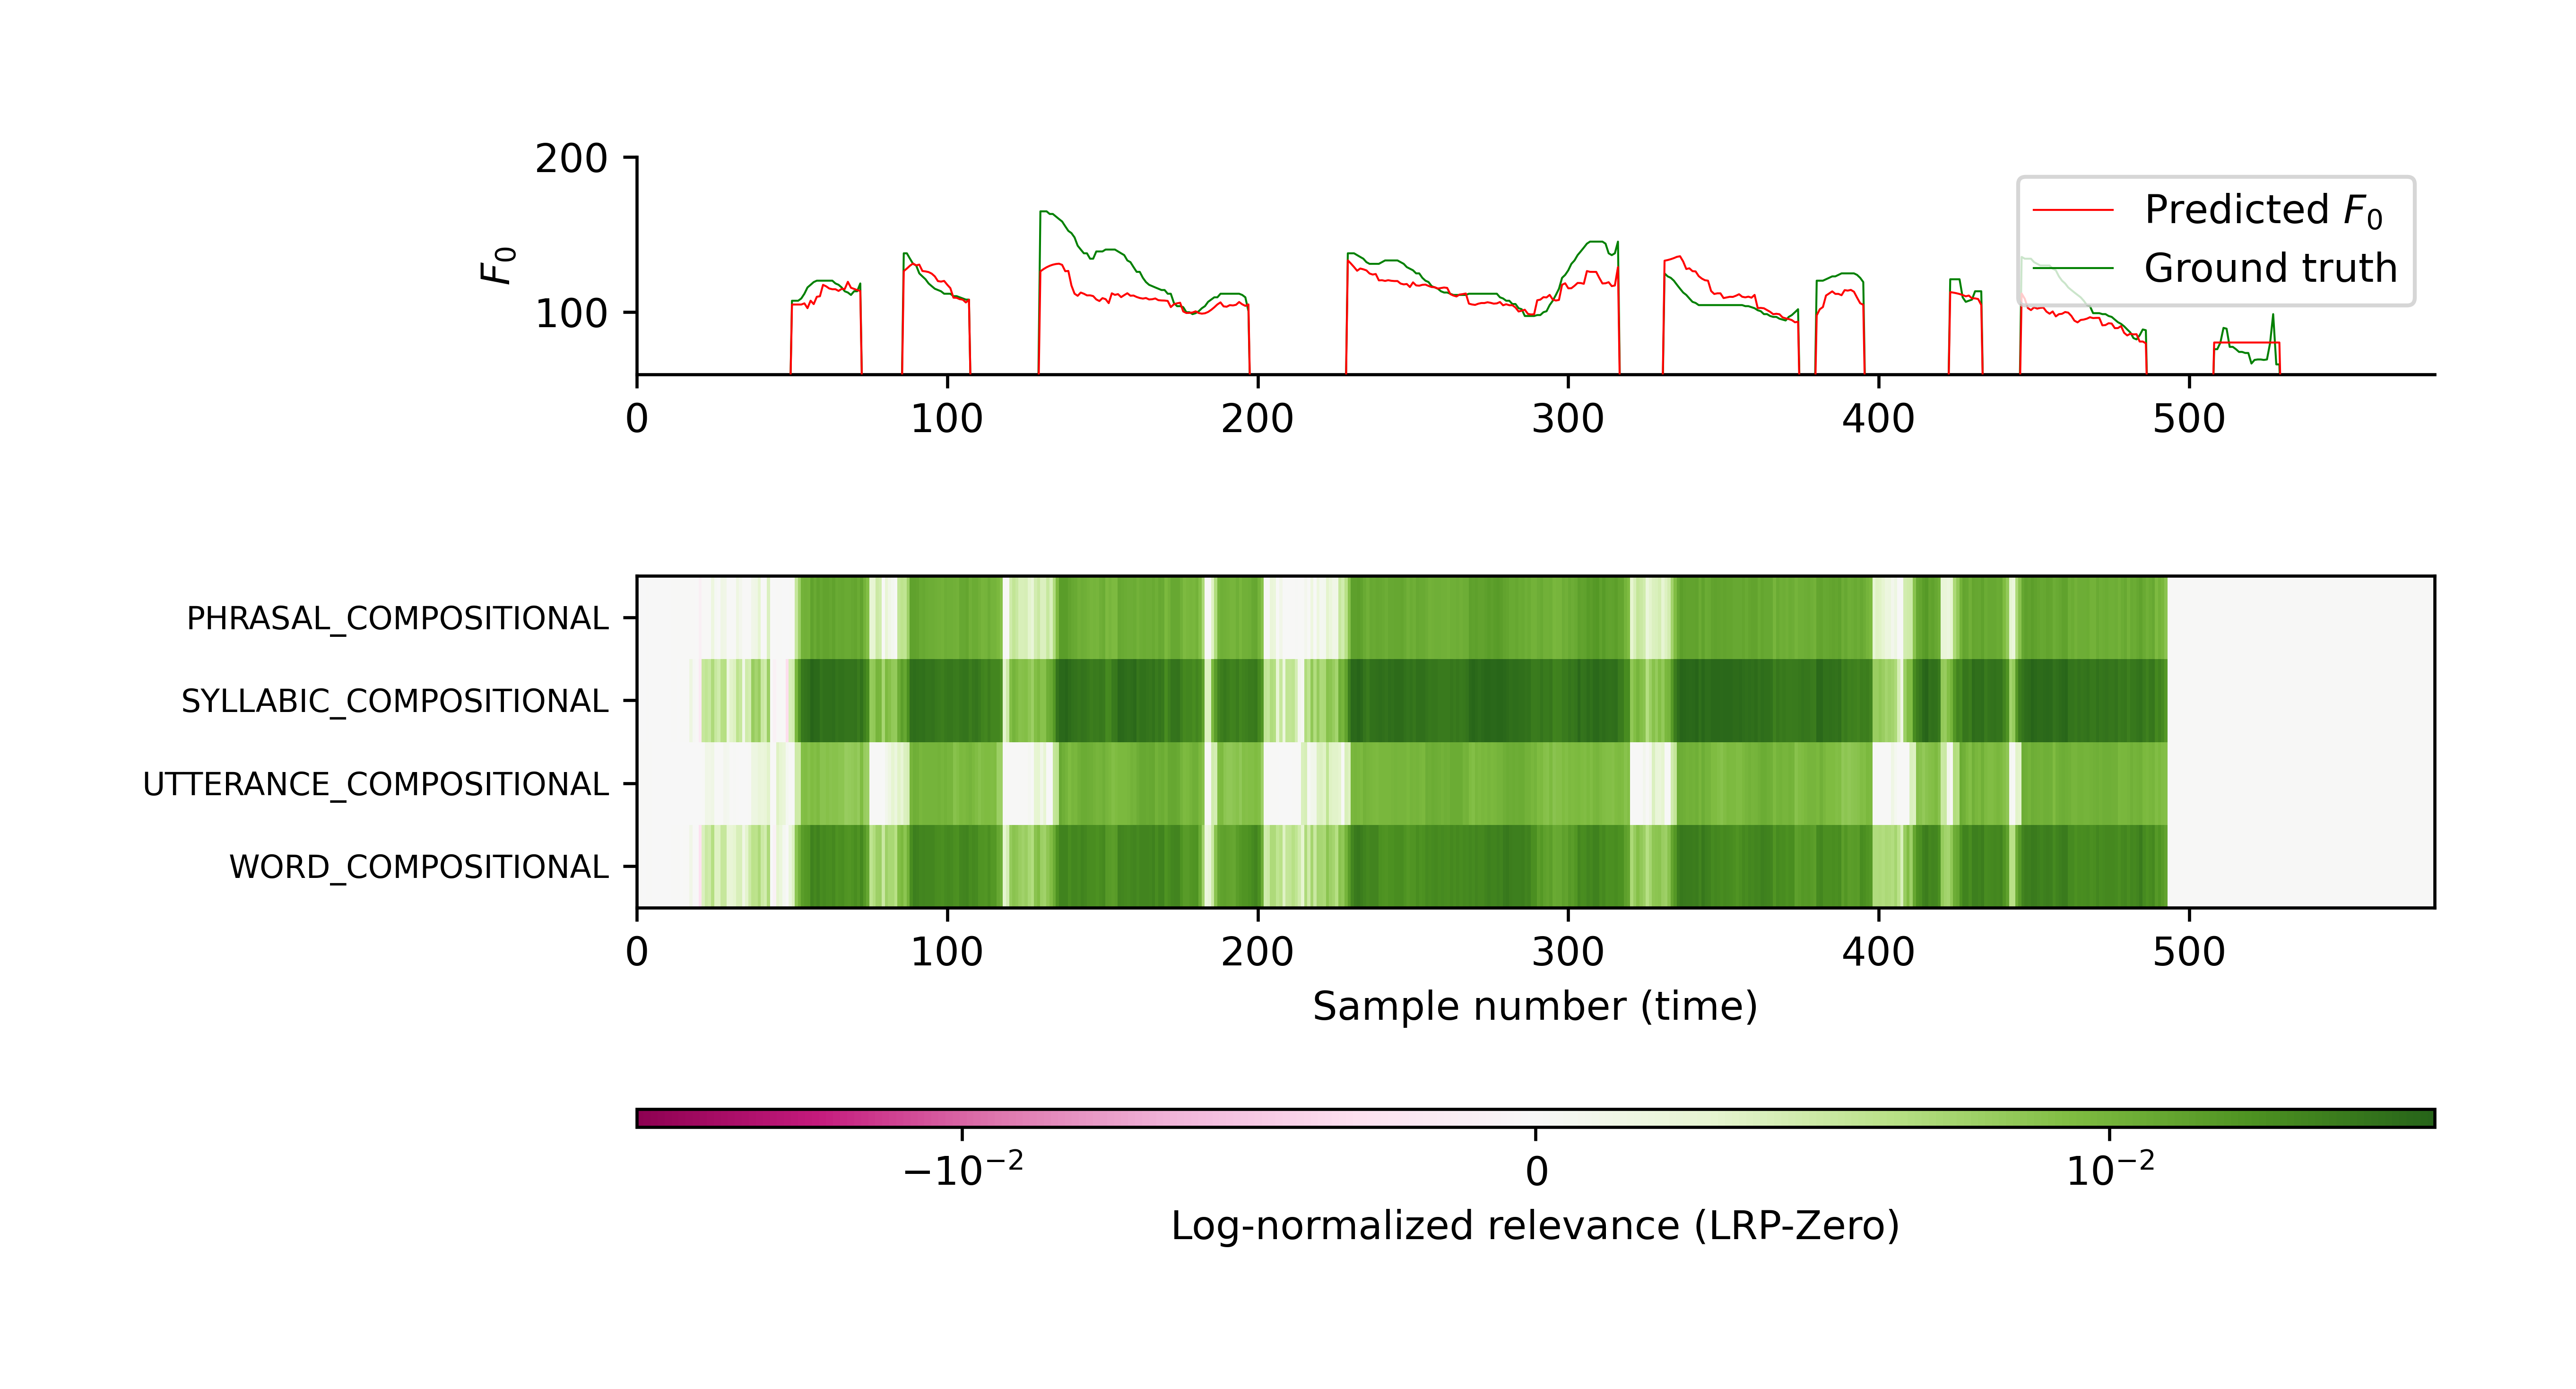 200
100
F₀
Predicted F₀
Ground truth
0 100 200 300 400 500
PHRASAL_COMPOSITIONAL
SYLLABIC_COMPOSITIONAL
UTTERANCE_COMPOSITIONAL
WORD_COMPOSITIONAL
0 100 200 300 400 500
Sample number (time)
−10⁻² 0 10⁻²
Log-normalized relevance (LRP-Zero)